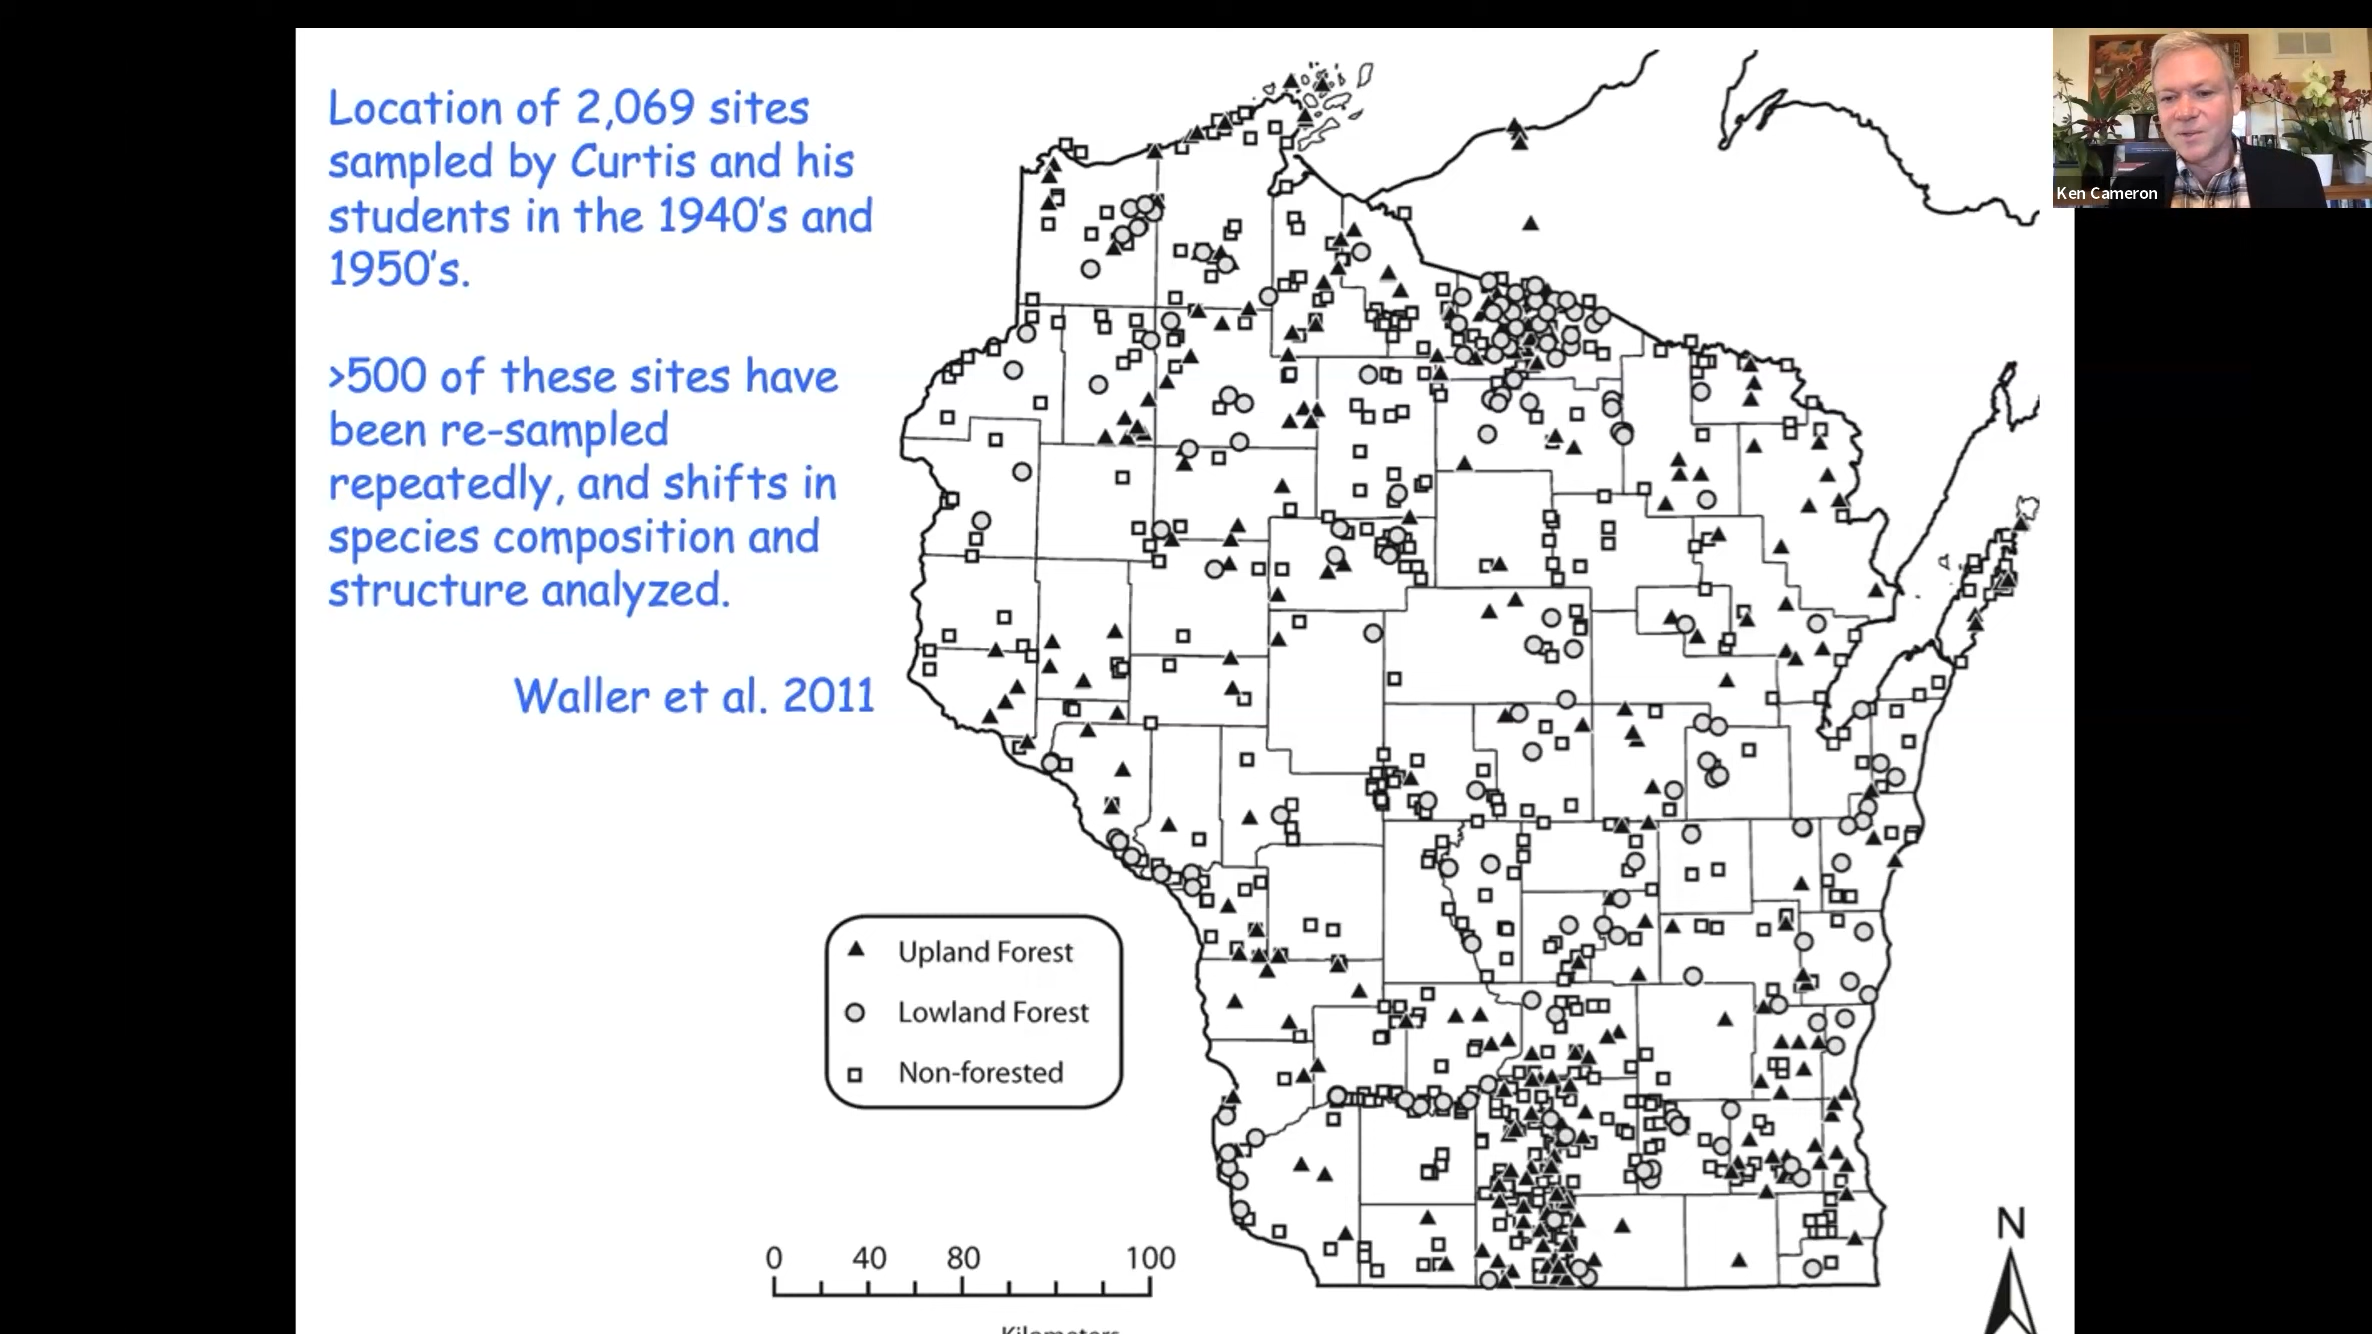 Location of 2,069 sites
sampled by Curtis and his
students in the 1940's and
1950's.
>500 of these sites have
been re-sampled
repeatedly, and shifts in
species composition and
structure analyzed.
Waller et al. 2011
Ken Cameron
Upland Forest
Lowland Forest
Non-forested
0 40 80 100
Kilometers
N